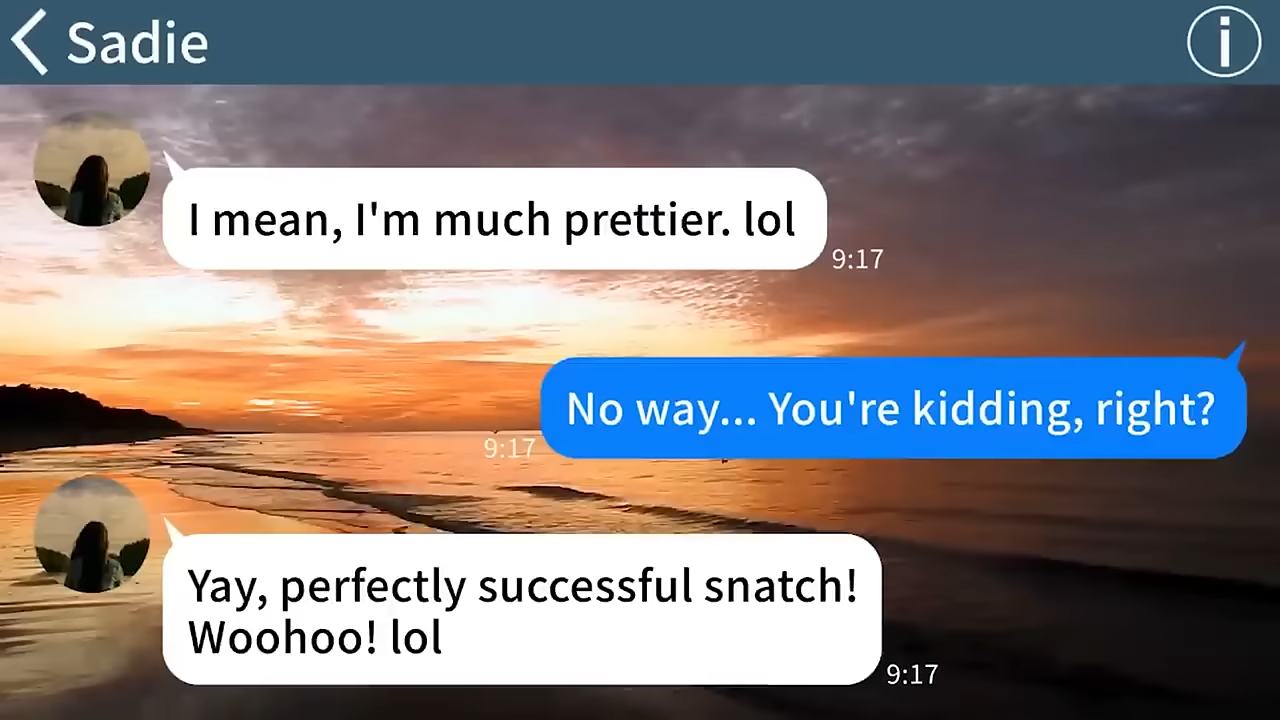 Sadie
I mean, I'm much prettier. lol
9:17
No way... You're kidding, right?
9:17
Yay, perfectly successful snatch!
Woohoo! lol
9:17